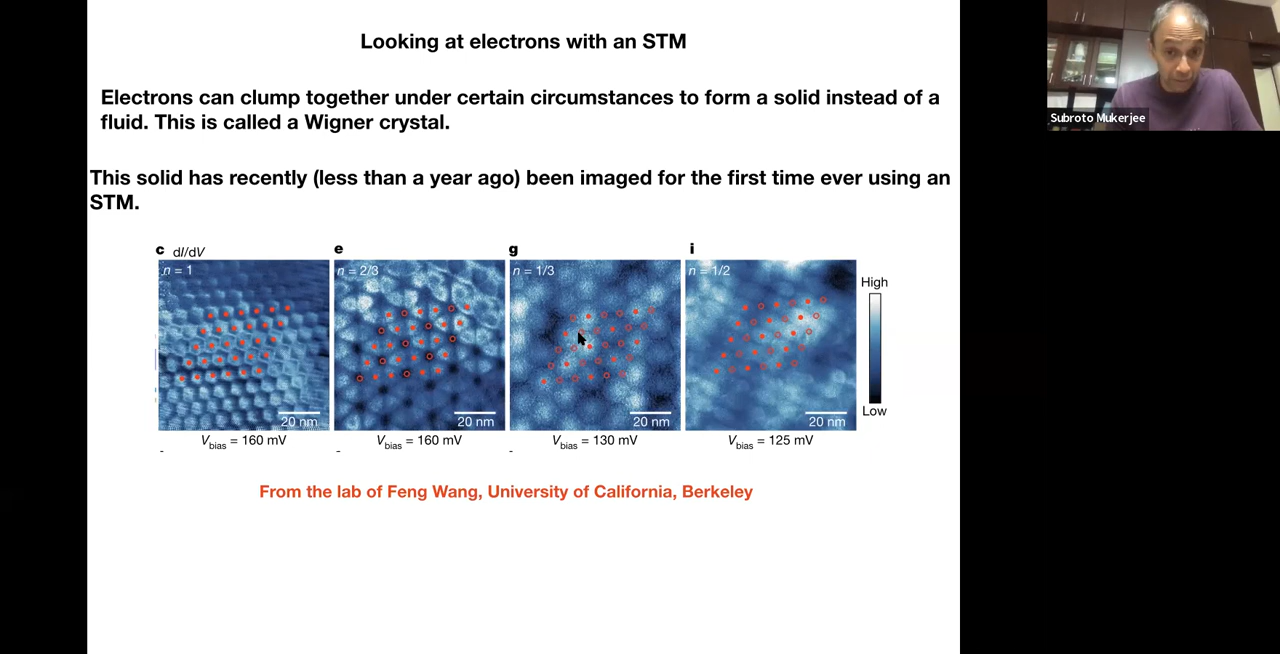 Looking at electrons with an STM
Subroto Mukerjee
Electrons can clump together under certain circumstances to form a solid instead of a
fluid. This is called a Wigner crystal.
This solid has recently (less than a year ago) been imaged for the first time ever using an
STM.
c dI/dV e g i
n = 1 n = 2/3 n = 1/3 n = 1/2
High
Low
20 nm 20 nm 20 nm 20 nm
Vbias = 160 mV Vbias = 160 mV Vbias = 130 mV Vbias = 125 mV
From the lab of Feng Wang, University of California, Berkeley